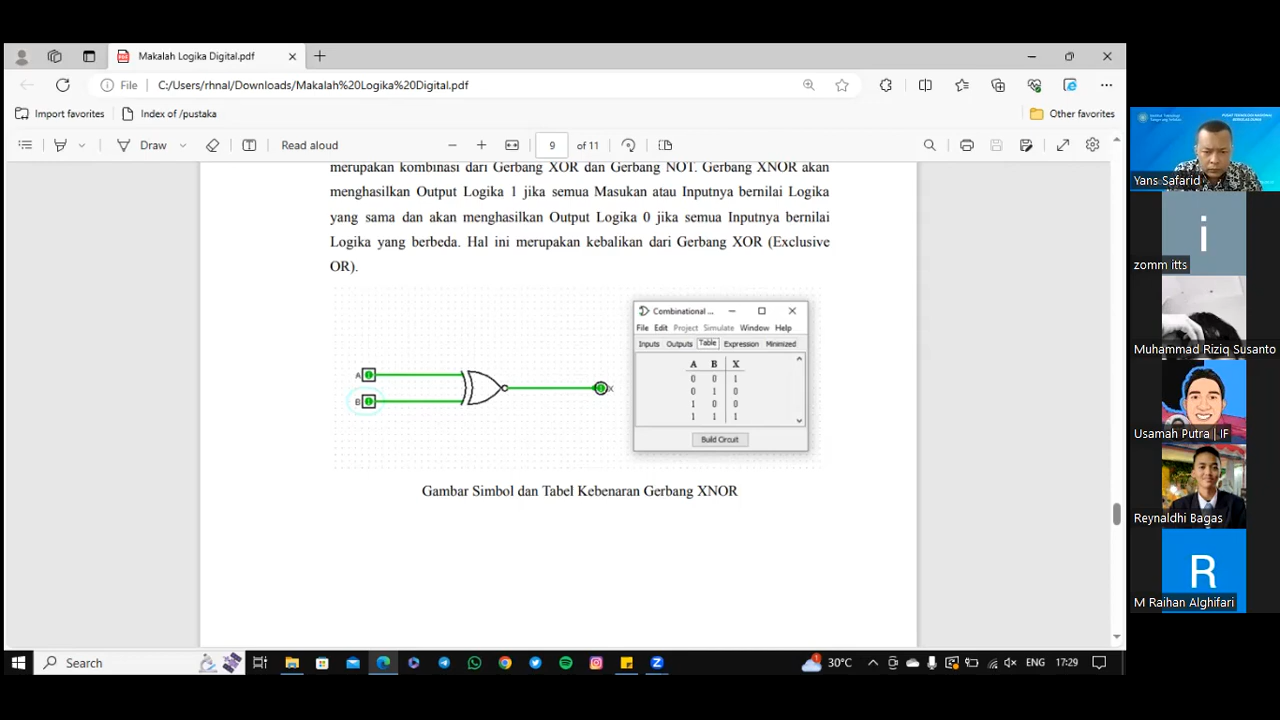 Makalah Logika Digital.pdf
File C:/Users/rhnal/Downloads/Makalah%20Logika%20Digital.pdf
Import favorites Index of /pustaka Other favorites
Draw Read aloud 9 of 11
merupakan kombinasi dari Gerbang XOR dan Gerbang NOT. Gerbang XNOR akan
menghasilkan Output Logika 1 jika semua Masukan atau Inputnya bernilai Logika
yang sama dan akan menghasilkan Output Logika 0 jika semua Inputnya bernilai
Logika yang berbeda. Hal ini merupakan kebalikan dari Gerbang XOR (Exclusive
OR).
A
B
X
Combinational ...
File Edit Project Simulate Window Help
Inputs Outputs Table Expression Minimized
A B X
0 0 1
0 1 0
1 0 0
1 1 1
Build Circuit
Gambar Simbol dan Tabel Kebenaran Gerbang XNOR
Yans Safarid
i
zomm itts
Muhammad Riziq Susanto
Usamah Putra | IF
Reynaldhi Bagas
R
M Raihan Alghifari
Search
30°C ENG 17:29